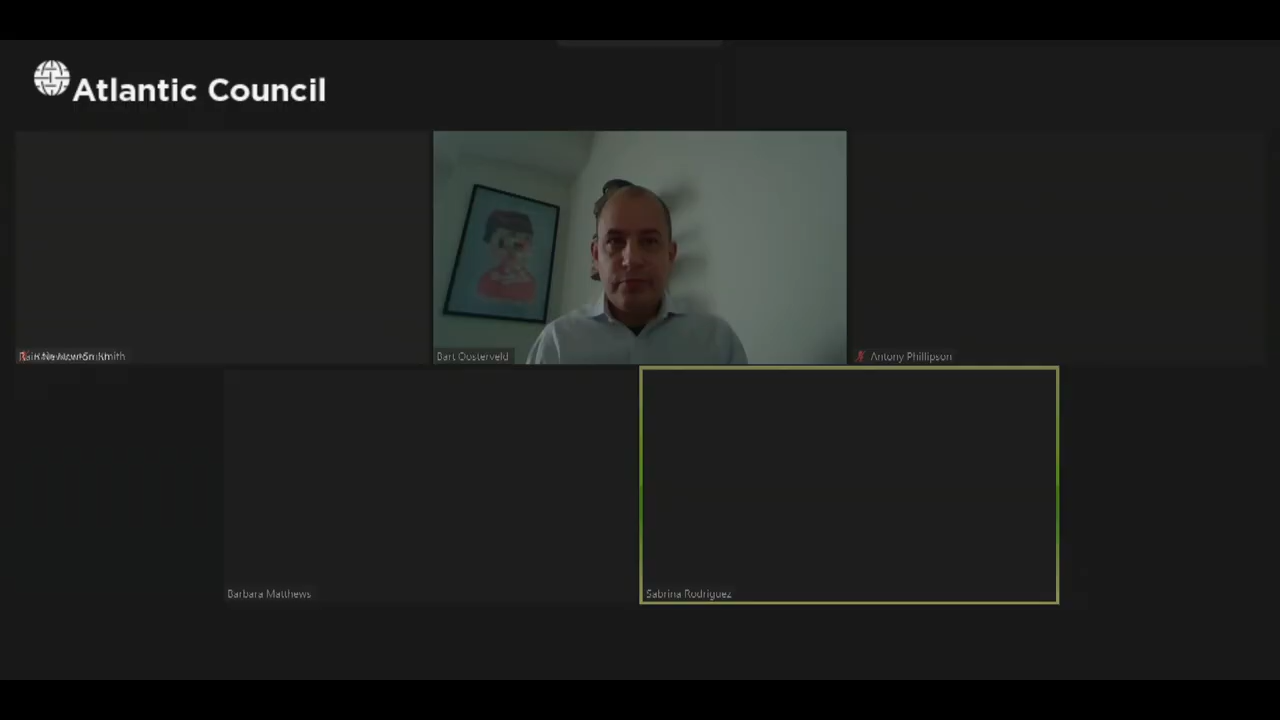 Atlantic Council
Bart Oosterveld
Antony Phillipson
Barbara Matthews
Sabrina Rodriguez